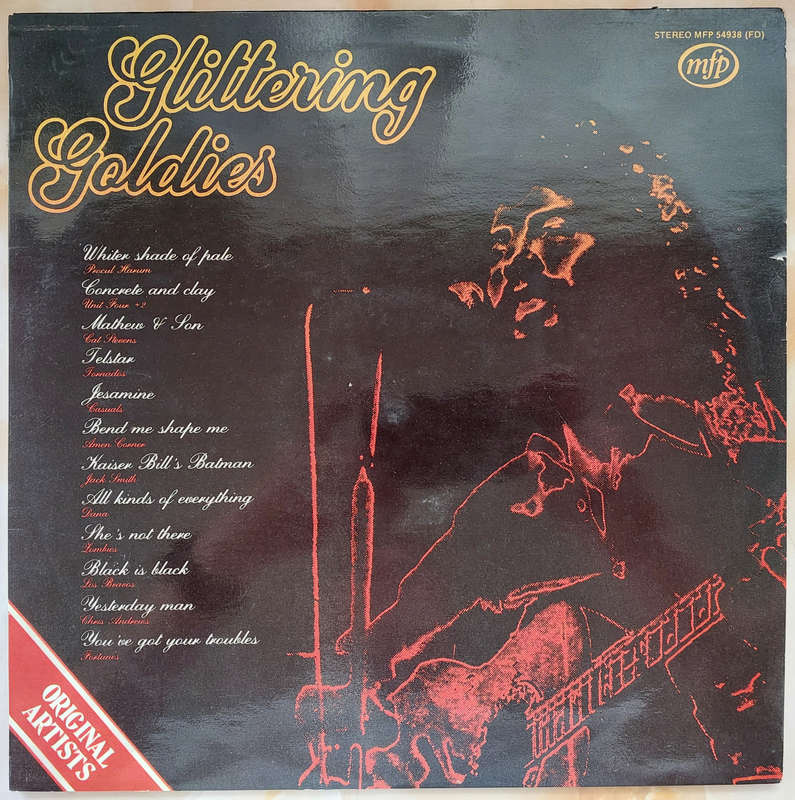 STEREO MFP 54938 (FD)
mfp
Glittering
Goldies
Whiter shade of pale
Procul Harum
Concrete and clay
Unit Four +2
Mathew & Son
Cat Stevens
Telstar
Tornados
Jesamine
Casuals
Bend me shape me
Amen Corner
Kaiser Bill's Batman
Jack Smith
All kinds of everything
Dana
She's not there
Zombies
Black is black
Los Bravos
Yesterday man
Chris Andrews
You've got your troubles
Fortunes
ORIGINAL
ARTISTS